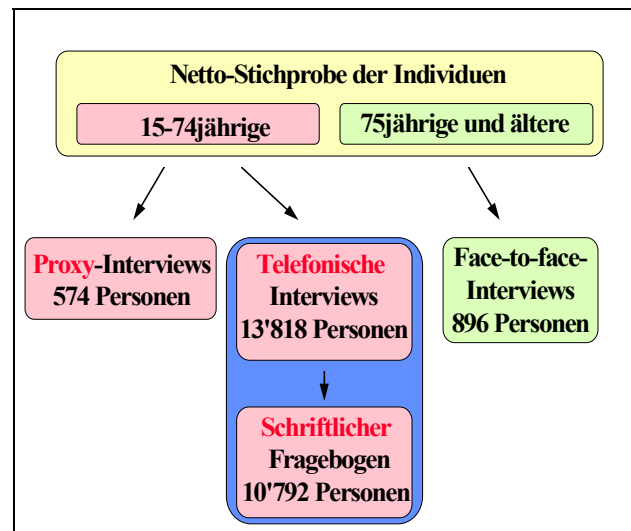 Netto-Stichprobe der Individuen
15-74jährige
75jährige und ältere
Proxy-Interviews
574 Personen
Telefonische
Interviews
13'818 Personen
Face-to-face-
Interviews
896 Personen
Schriftlicher
Fragebogen
10'792 Personen